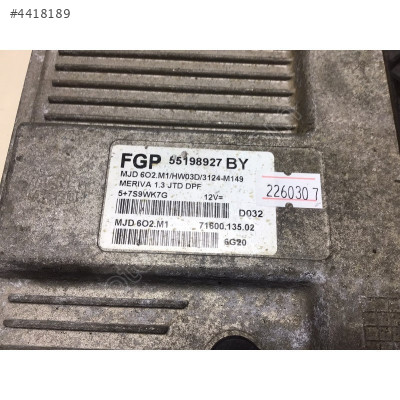 #4418189
FGP 55198927 BY
MJD 6O2.M1/HW03D/3124-M149
MERIVA 1.3 JTD DPF
5+7S9WK7G 12V=
2260307
D032
MJD 6O2.M1 71600.135.02
6G20